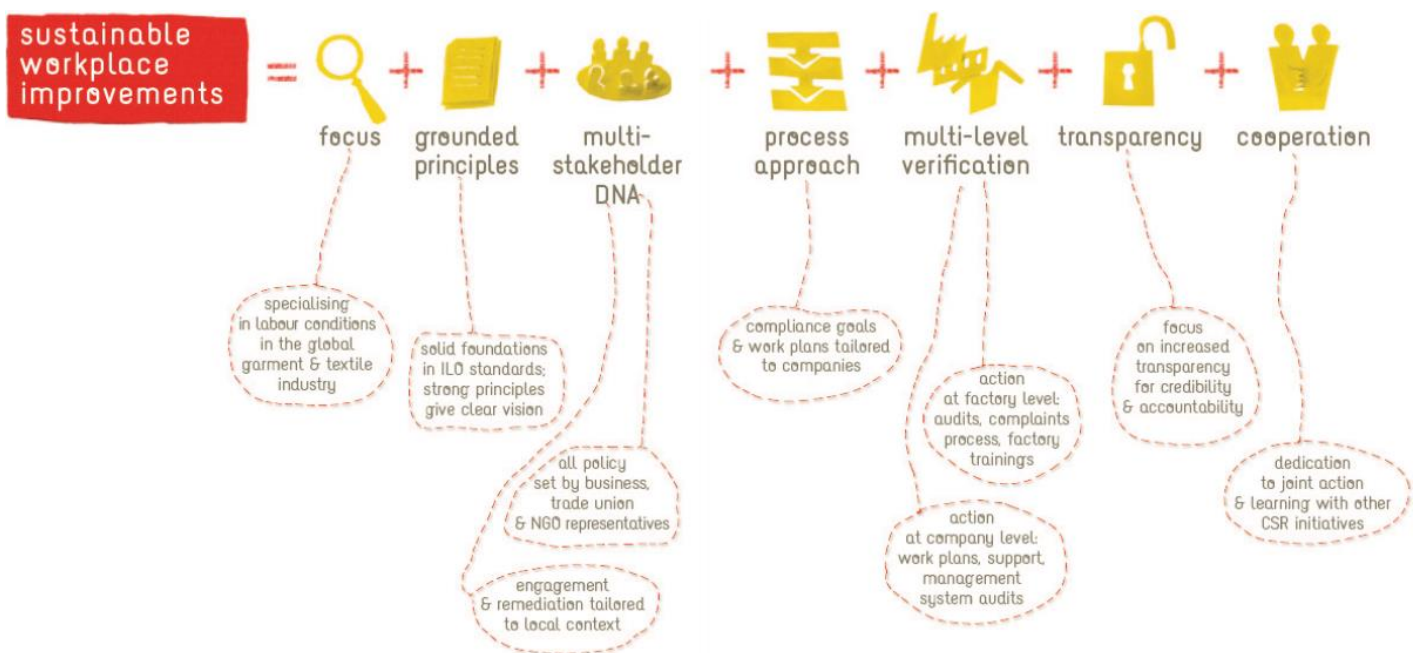 sustainable
workplace
improvements
=
+
+
+
+
+
+
focus
grounded
principles
multi-
stakeholder
DNA
process
approach
multi-level
verification
transparency
cooperation
specialising
in labour conditions
in the global
garment & textile
industry
solid foundations
in ILO standards;
strong principles
give clear vision
all policy
set by business,
trade union
& NGO representatives
engagement
& remediation tailored
to local context
compliance goals
& work plans tailored
to companies
action
at factory level:
audits, complaints
process, factory
trainings
action
at company level:
work plans, support,
management
system audits
focus
on increased
transparency
for credibility
& accountability
dedication
to joint action
& learning with other
CSR initiatives